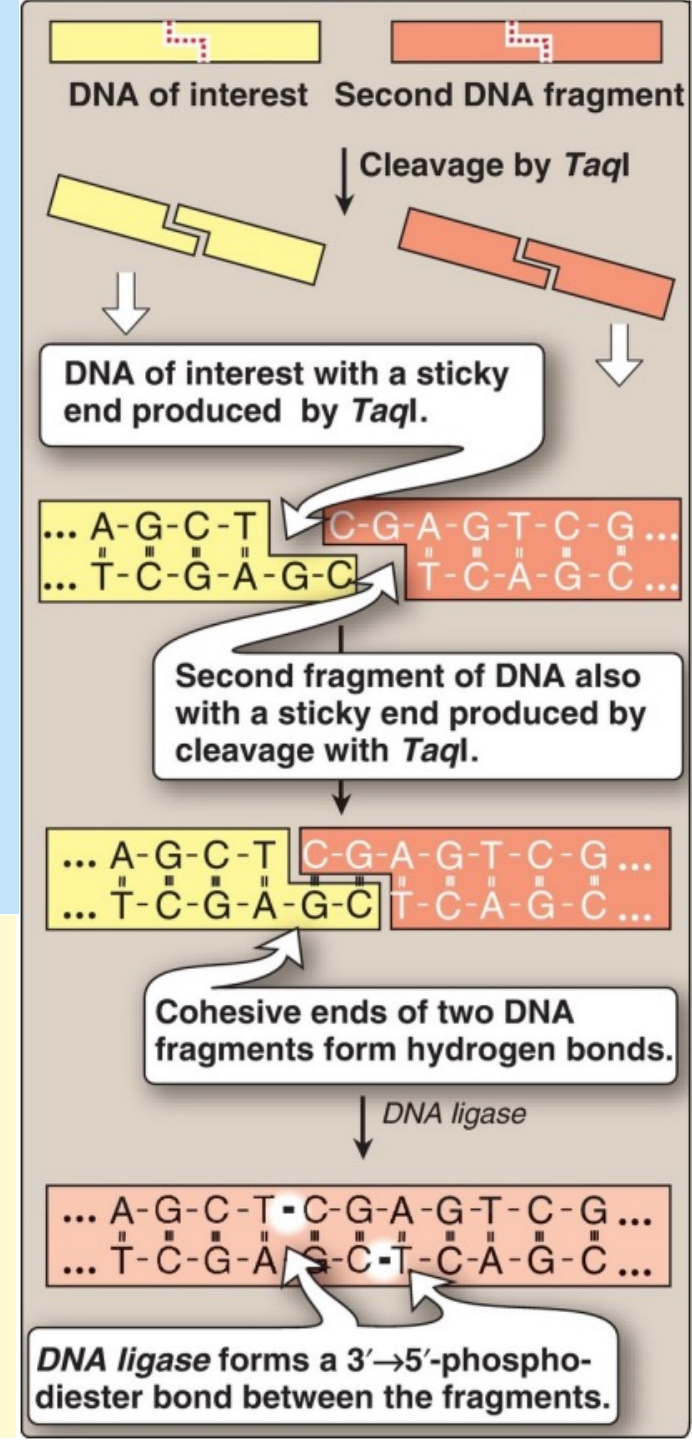 DNA of interest Second DNA fragment
Cleavage by TaqI
DNA of interest with a sticky
end produced by TaqI.
... A-G-C-T C-G-A-G-T-C-G...
... T-C-G-A-G-C T-C-A-G-C...
Second fragment of DNA also
with a sticky end produced by
cleavage with TaqI.
... A-G-C-T C-G-A-G-T-C-G...
... T-C-G-A-G-C T-C-A-G-C...
Cohesive ends of two DNA
fragments form hydrogen bonds.
DNA ligase
... A-G-C-T-C-G-A-G-T-C-G...
... T-C-G-A G-C-T-C-A-G-C...
DNA ligase forms a 3′→5′-phospho-
diester bond between the fragments.